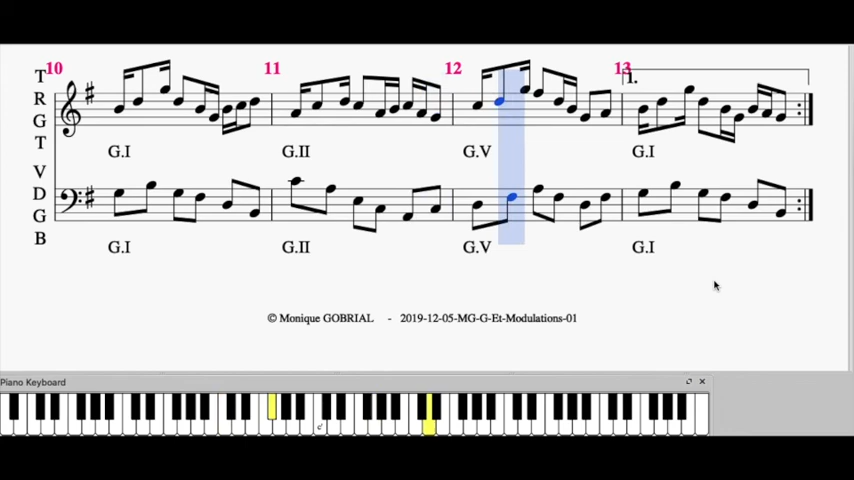 10 11 12 13
1.
T
R
G
T
G.I G.II G.V G.I
V
D
G
B
G.I G.II G.V G.I
© Monique GOBRIAL - 2019-12-05-MG-G-Et-Modulations-01
Piano Keyboard
c'